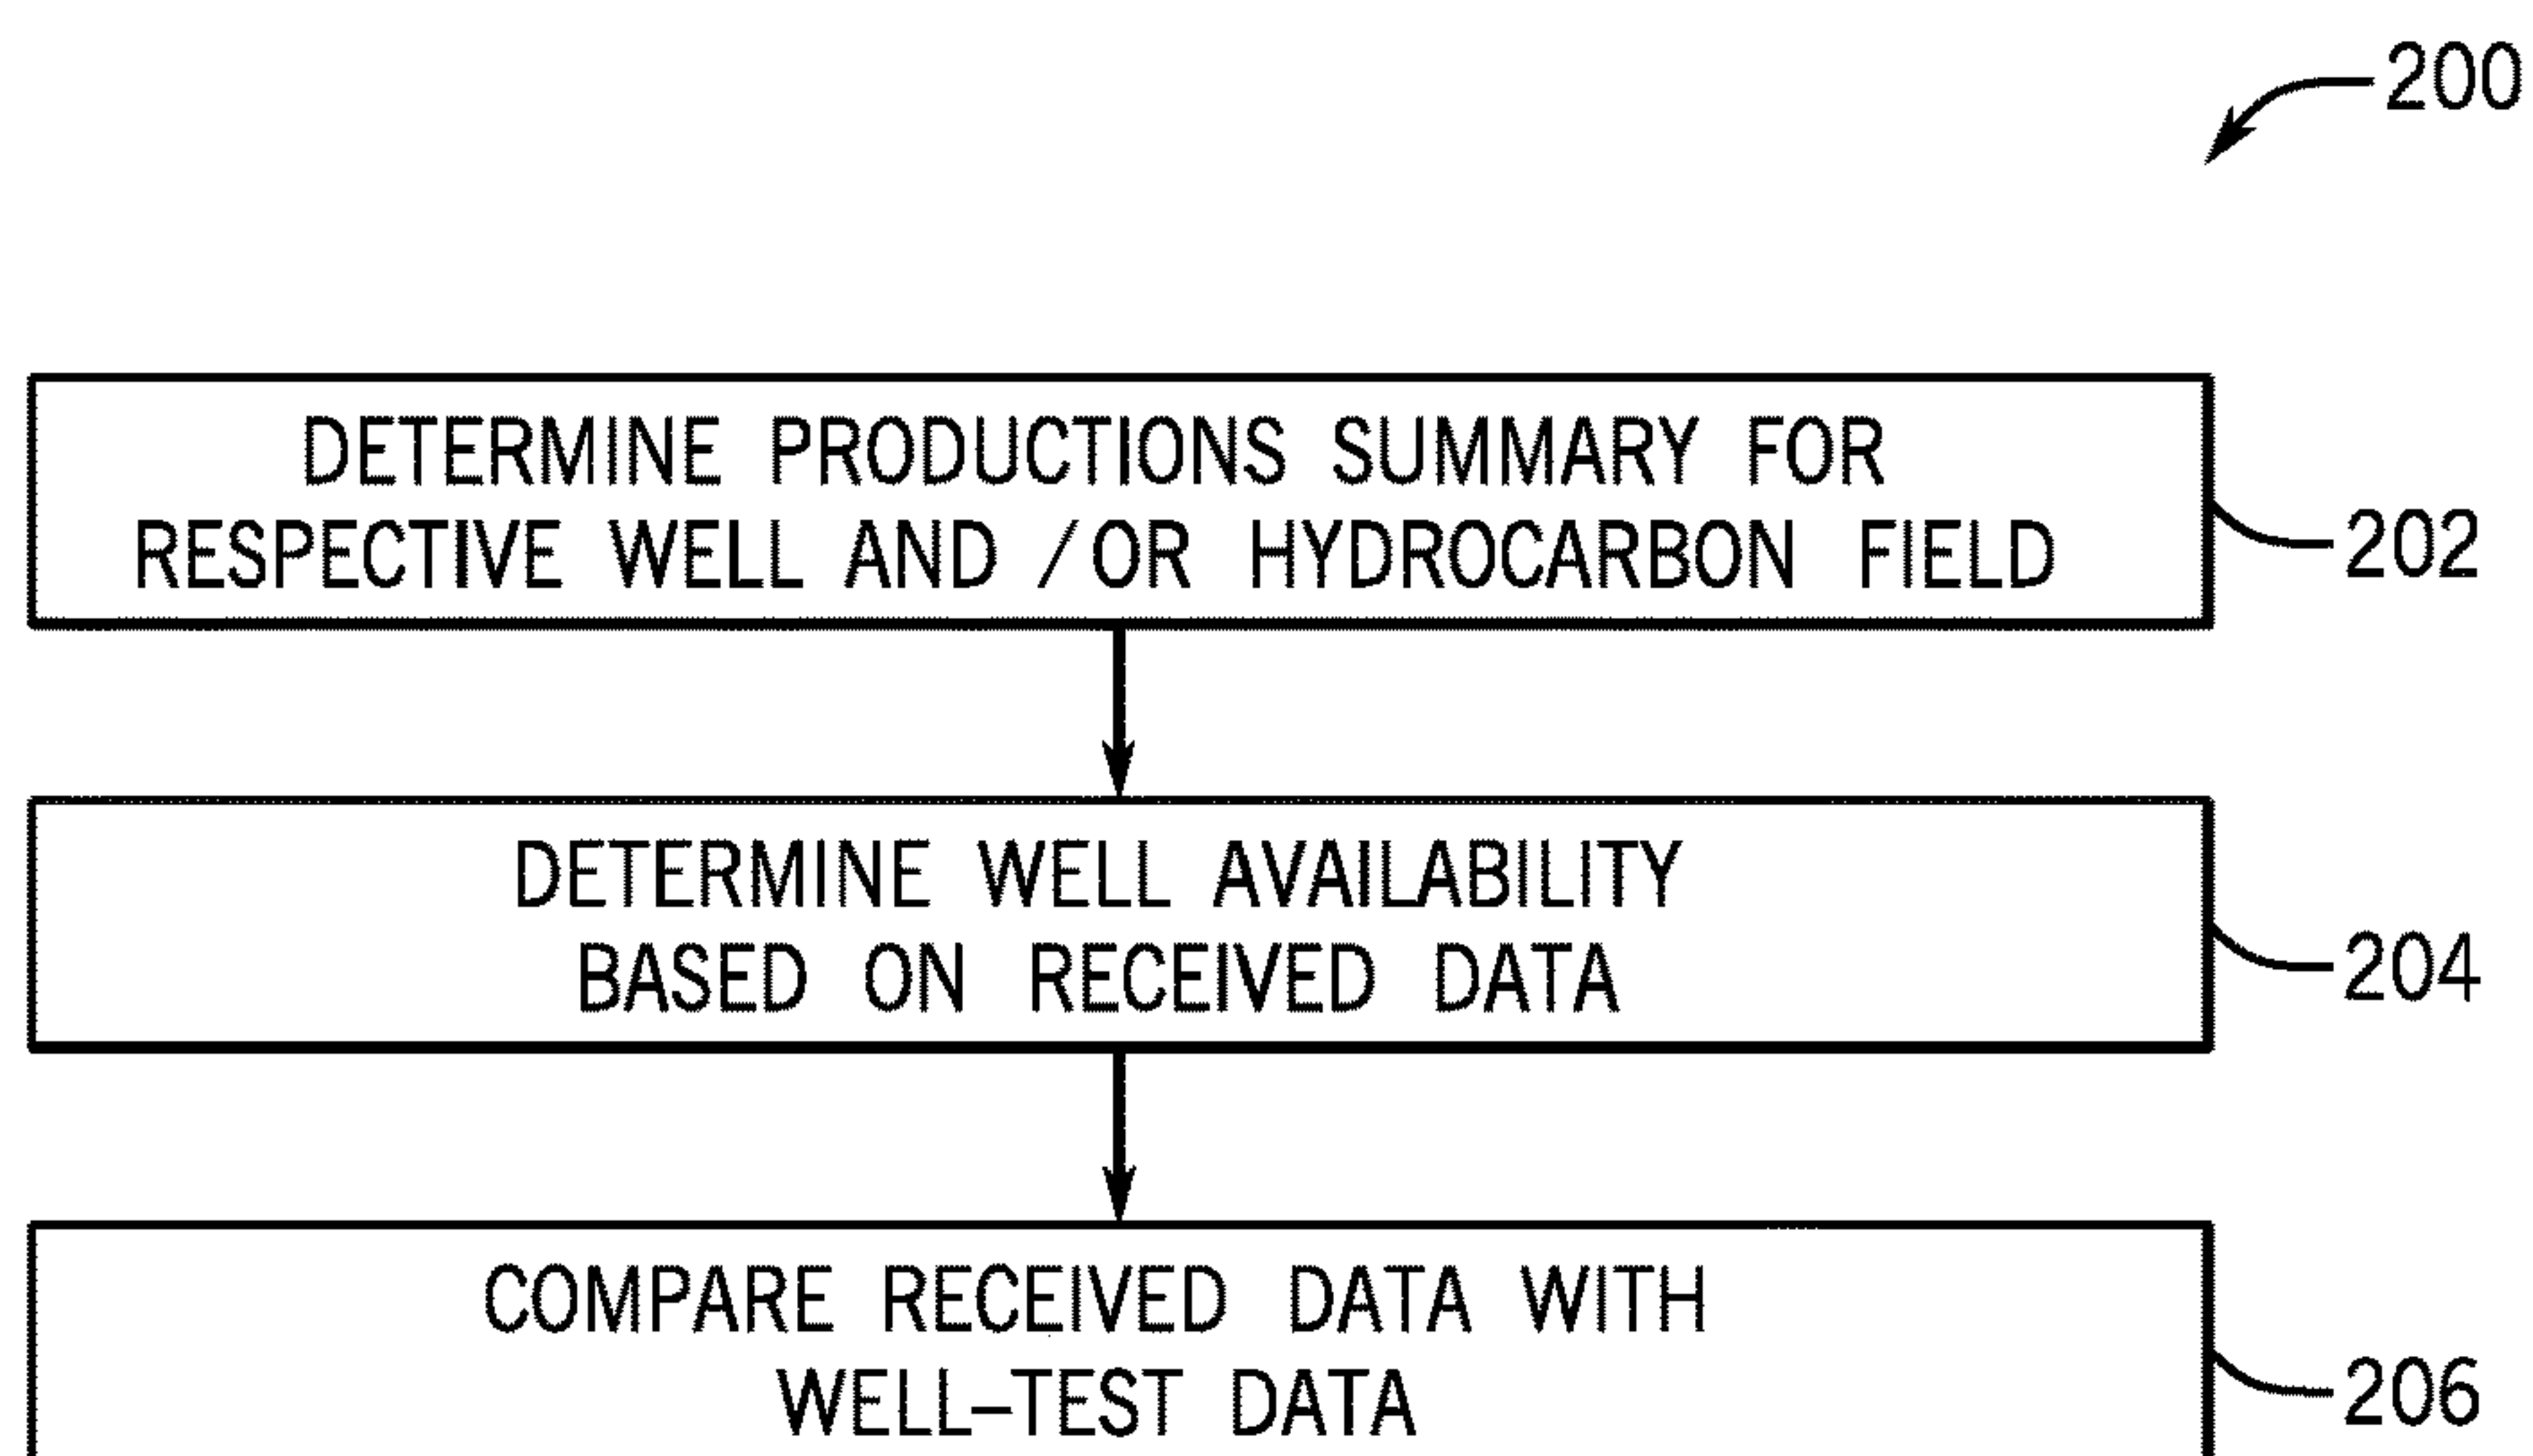 200
DETERMINE PRODUCTIONS SUMMARY FOR
RESPECTIVE WELL AND /OR HYDROCARBON FIELD
202
DETERMINE WELL AVAILABILITY
BASED ON RECEIVED DATA
204
COMPARE RECEIVED DATA WITH
WELL–TEST DATA
206